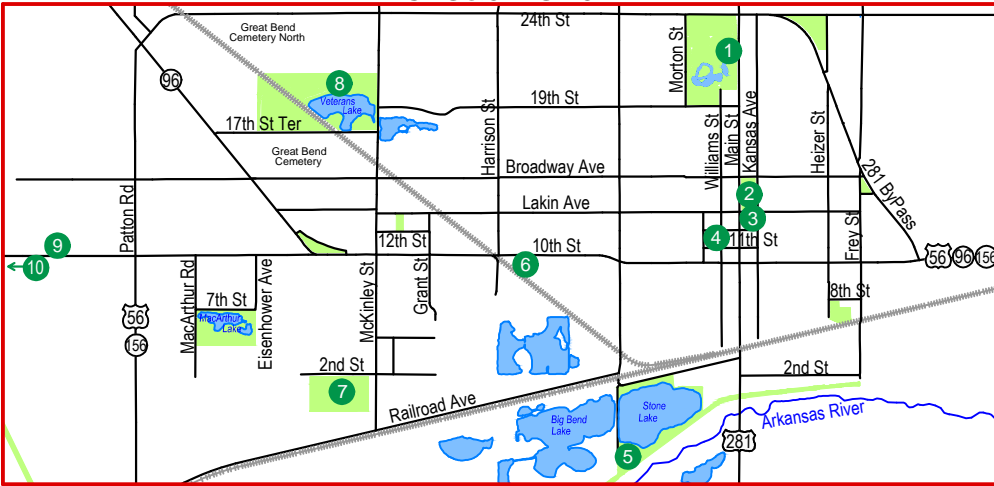 24th St
Great Bend
Cemetery North
Morton St
1
96
8
Veterans
Lake
19th St
17th St Ter
Harrison St
Williams St
Main St
Kansas Ave
Heizer St
Great Bend
Cemetery
Broadway Ave
281 ByPass
2
Lakin Ave
3
Patton Rd
12th St
4
11th St
Frey St
9
10th St
10
6
56
96
156
MacArthur Rd
Eisenhower Ave
McKinley St
Grant St
7th St
8th St
MacArthur
Lake
56
156
2nd St
2nd St
7
Railroad Ave
Big Bend
Lake
Stone
Lake
Arkansas River
281
5